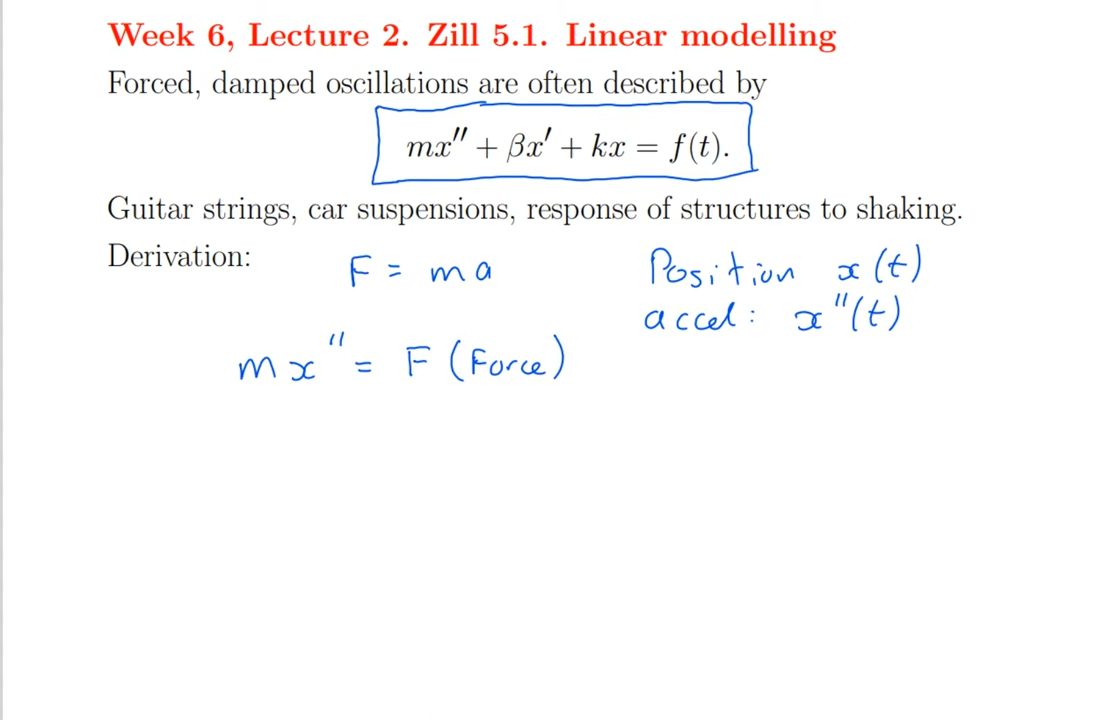 Week 6, Lecture 2. Zill 5.1. Linear modelling
Forced, damped oscillations are often described by
mx″ + βx′ + kx = f(t).
Guitar strings, car suspensions, response of structures to shaking.
Derivation: F = ma Position x(t)
accel: x″(t)
mx″ = F (Force)